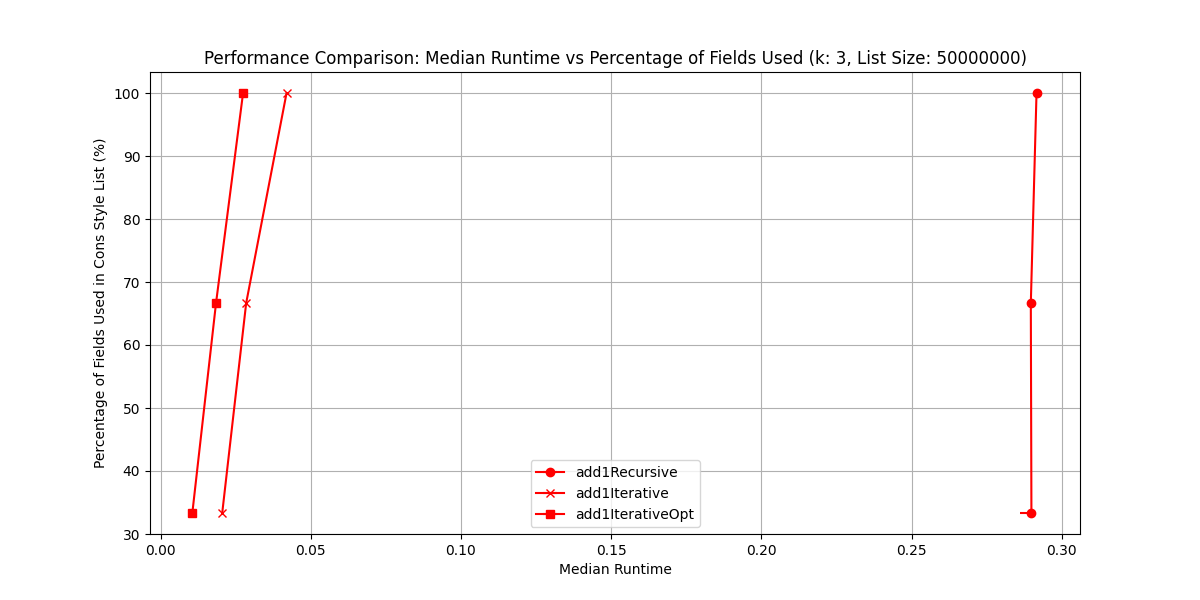 Performance Comparison: Median Runtime vs Percentage of Fields Used (k: 3, List Size: 50000000)
Percentage of Fields Used in Cons Style List (%)
100
90
80
70
60
50
40
30
add1Recursive
add1Iterative
add1IterativeOpt
0.00 0.05 0.10 0.15 0.20 0.25 0.30
Median Runtime